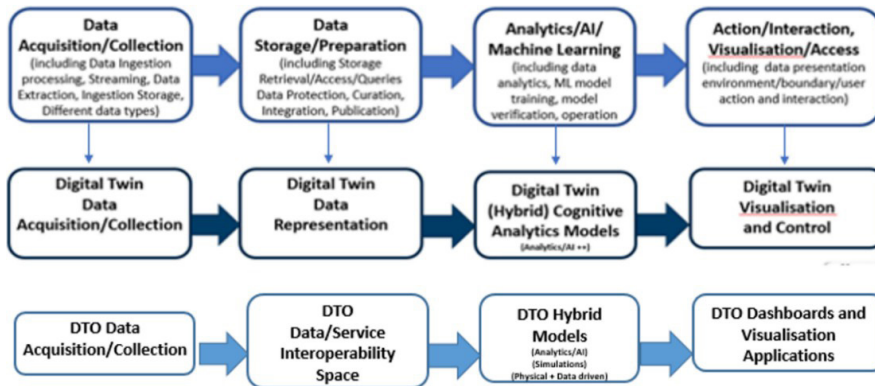 Data
Acquisition/Collection
(including Data Ingestion
processing, Streaming, Data
Extraction, Ingestion Storage,
Different data types)
Data
Storage/Preparation
(including Storage
Retrieval/Access/Queries
Data Protection, Curation,
Integration, Publication)
Analytics/AI/
Machine Learning
(including data
analytics, ML model
training, model
verification, operation
Action/Interaction,
Visualisation/Access
(including data presentation
environment/boundary/user
action and interaction)
Digital Twin
Data
Acquisition/Collection
Digital Twin
Data
Representation
Digital Twin
(Hybrid) Cognitive
Analytics Models
(Analytics/AI ++)
Digital Twin
Visualisation
and Control
DTO Data
Acquisition/Collection
DTO
Data/Service
Interoperability
Space
DTO Hybrid
Models
(Analytics/AI)
(Simulations)
(Physical + Data driven)
DTO Dashboards and
Visualisation
Applications